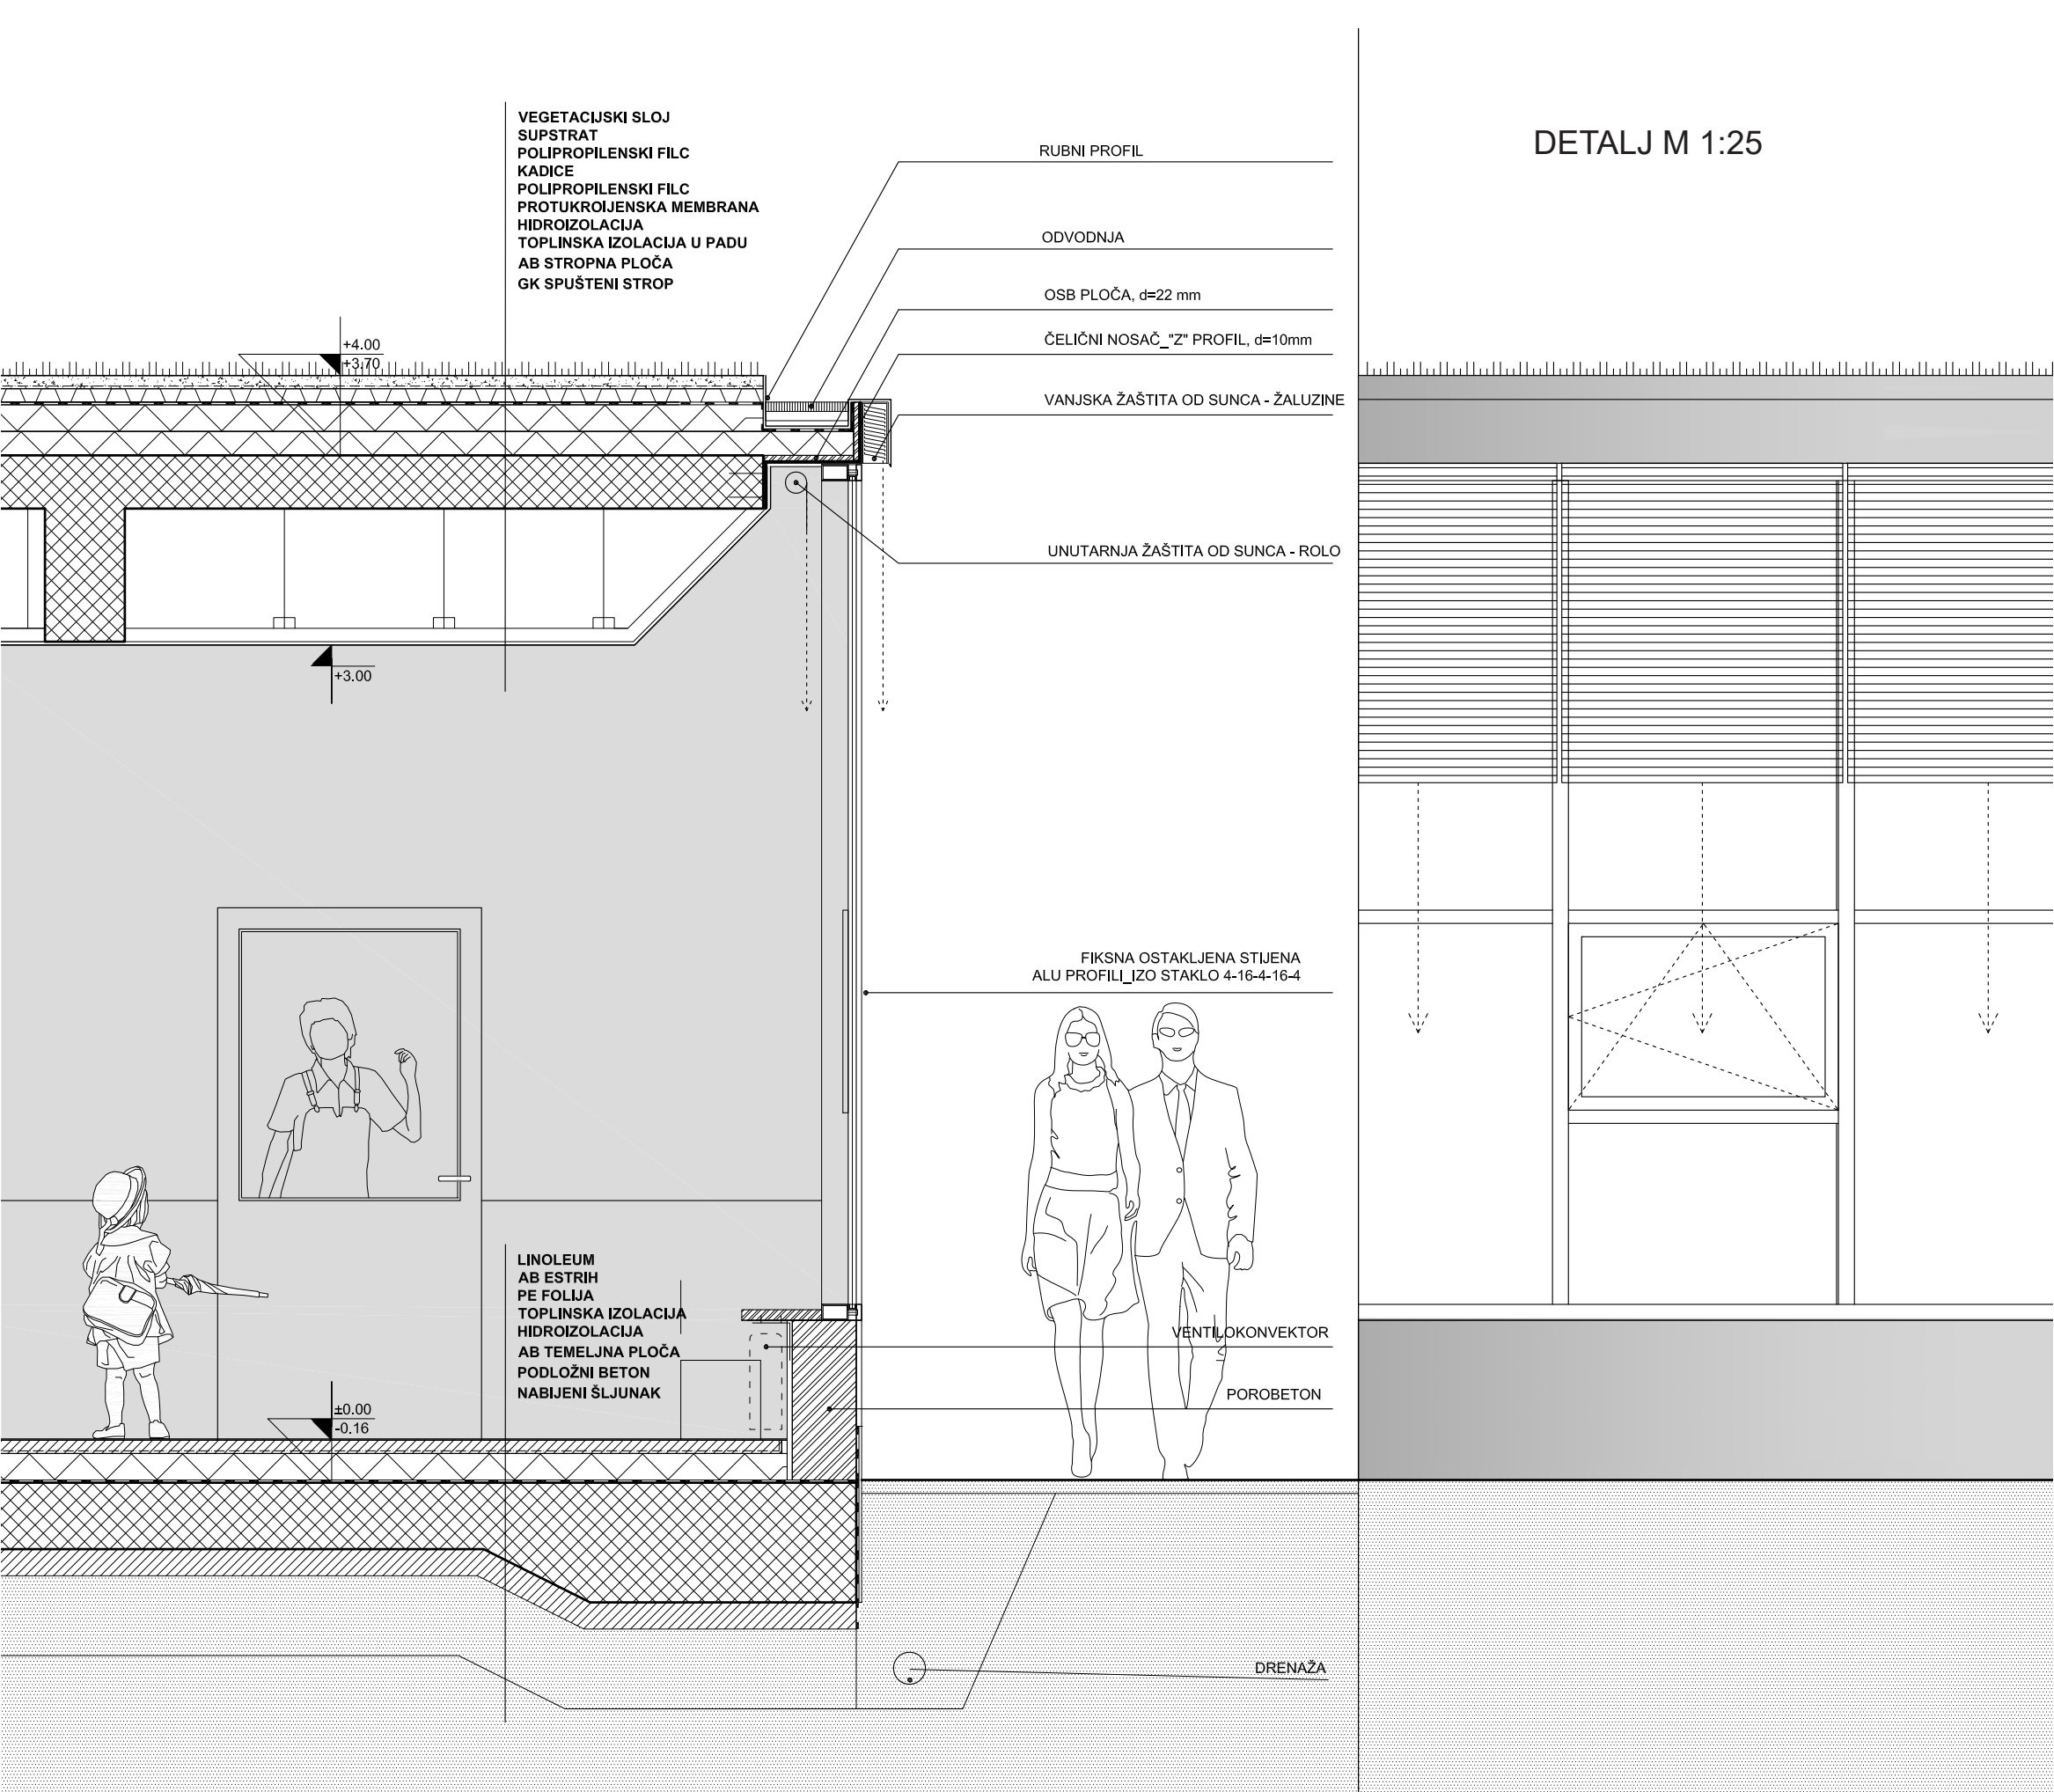 VEGETACIJSKI SLOJ
SUPSTRAT
POLIPROPILENSKI FILC
KADICE
POLIPROPILENSKI FILC
PROTUKROIJENSKA MEMBRANA
HIDROIZOLACIJA
TOPLINSKA IZOLACIJA U PADU
AB STROPNA PLOČA
GK SPUŠTENI STROP
DETALJ M 1:25
RUBNI PROFIL
ODVODNJA
OSB PLOČA, d=22 mm
ČELIČNI NOSAČ_"Z" PROFIL, d=10mm
VANJSKA ŽAŠTITA OD SUNCA - ŽALUZINE
+4.00
+3.70
UNUTARNJA ŽAŠTITA OD SUNCA - ROLO
+3.00
FIKSNA OSTAKLJENA STIJENA
ALU PROFILI_IZO STAKLO 4-16-4-16-4
LINOLEUM
AB ESTRIH
PE FOLIJA
TOPLINSKA IZOLACIJA
HIDROIZOLACIJA
AB TEMELJNA PLOČA
PODLOŽNI BETON
NABIJENI ŠLJUNAK
VENTILOKONVEKTOR
POROBETON
±0.00
-0.16
DRENAŽA